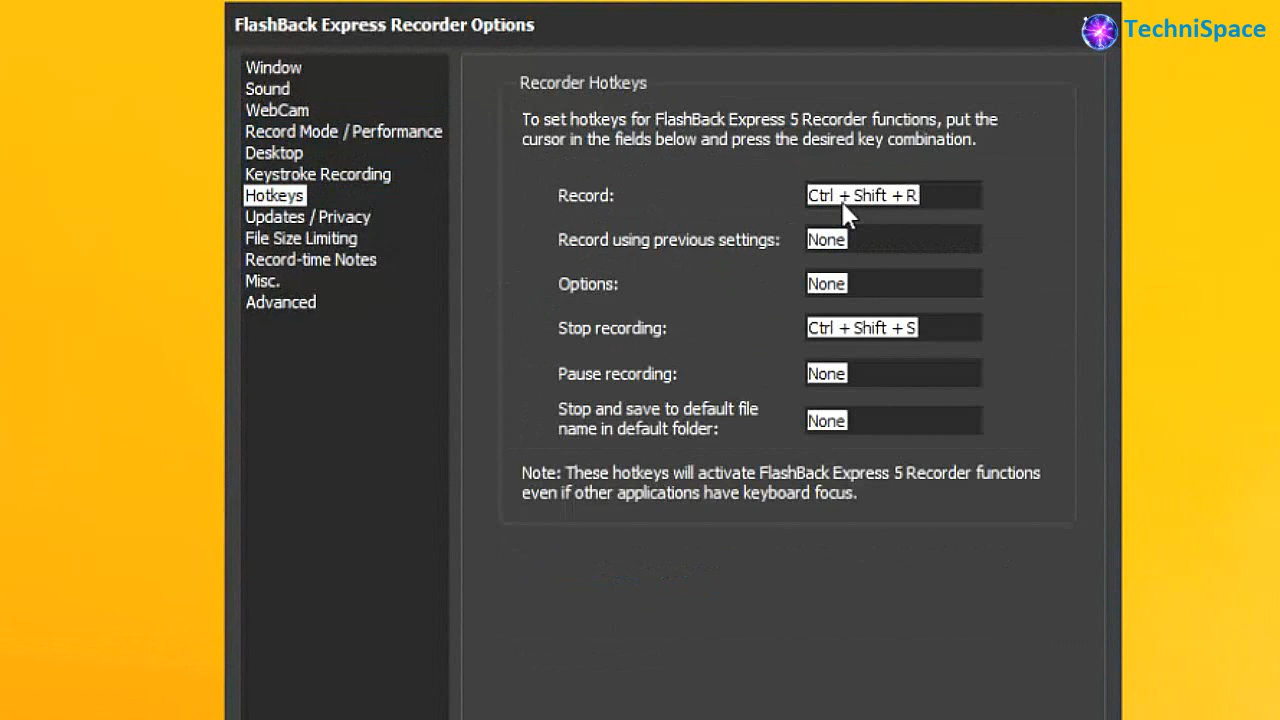 FlashBack Express Recorder Options
TechniSpace
Window
Sound
WebCam
Record Mode / Performance
Desktop
Keystroke Recording
Hotkeys
Updates / Privacy
File Size Limiting
Record-time Notes
Misc.
Advanced
Recorder Hotkeys
To set hotkeys for FlashBack Express 5 Recorder functions, put the
cursor in the fields below and press the desired key combination.
Record: Ctrl + Shift + R
Record using previous settings: None
Options: None
Stop recording: Ctrl + Shift + S
Pause recording: None
Stop and save to default file
name in default folder: None
Note: These hotkeys will activate FlashBack Express 5 Recorder functions
even if other applications have keyboard focus.